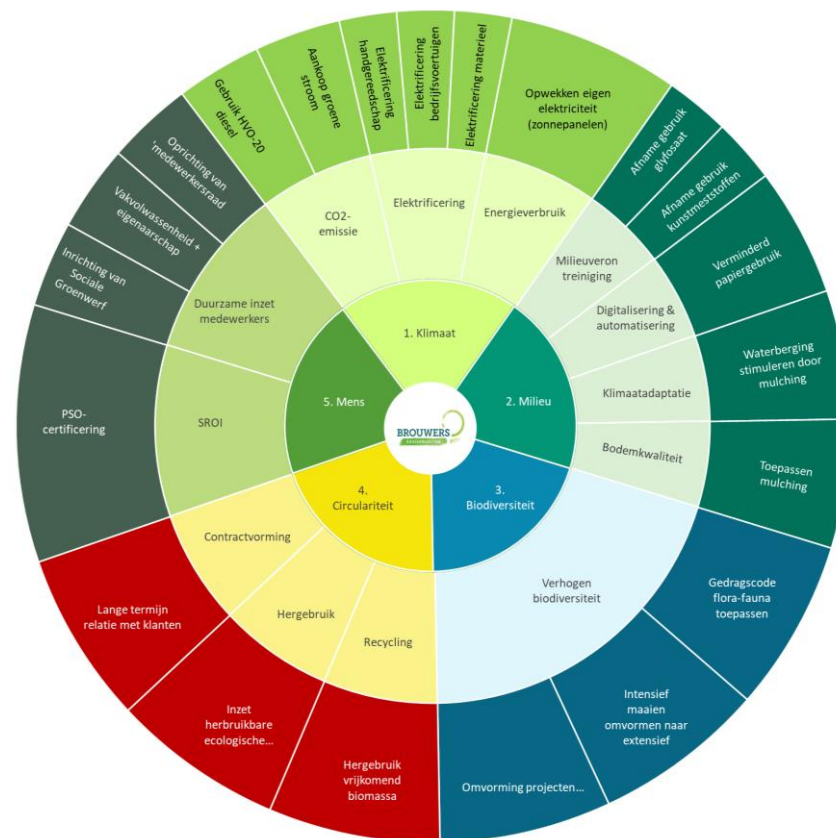 Gebruik HVO-20
diesel
Aankoop groene
stroom
Elektrificering
handgereedschap
Elektrificering
bedrijfsvoertuigen
Elektrificering materieel
Opwekken eigen
elektriciteit
(zonnepanelen)
Afname gebruik
glyfosaat
Afname gebruik
kunstmeststoffen
Verminderd
papiergebruik
Waterberging
stimuleren door
mulching
Toepassen
mulching
Gedragscode
flora-fauna
toepassen
Intensief
maaien
omvormen naar
extensief
Omvorming projecten...
Hergebruik
vrijkomend
biomassa
Inzet
herbruikbare
ecologische...
Lange termijn
relatie met klanten
PSO-
certificering
Inrichting van
Sociale
Groenwerf
Vakvolwassenheid +
eigenaarschap
Oprichting van
'medewerkersraad
CO2-
emissie
Elektrificering
Energieverbruik
Milieuveron
treiniging
Digitalisering &
automatisering
Klimaatadaptatie
Bodemkwaliteit
Verhogen
biodiversiteit
Recycling
Hergebruik
Contractvorming
SROI
Duurzame inzet
medewerkers
1. Klimaat
2. Milieu
3.
Biodiversiteit
4.
Circulariteit
5. Mens
BROUWERS